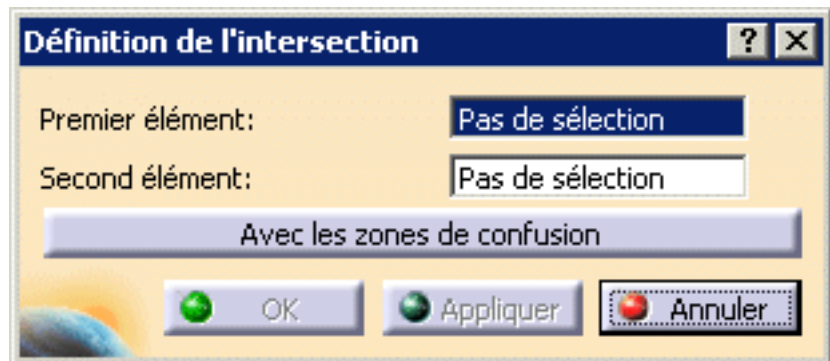 Définition de l'intersection ? X
Premier élément: Pas de sélection
Second élément: Pas de sélection
Avec les zones de confusion
OK Appliquer Annuler